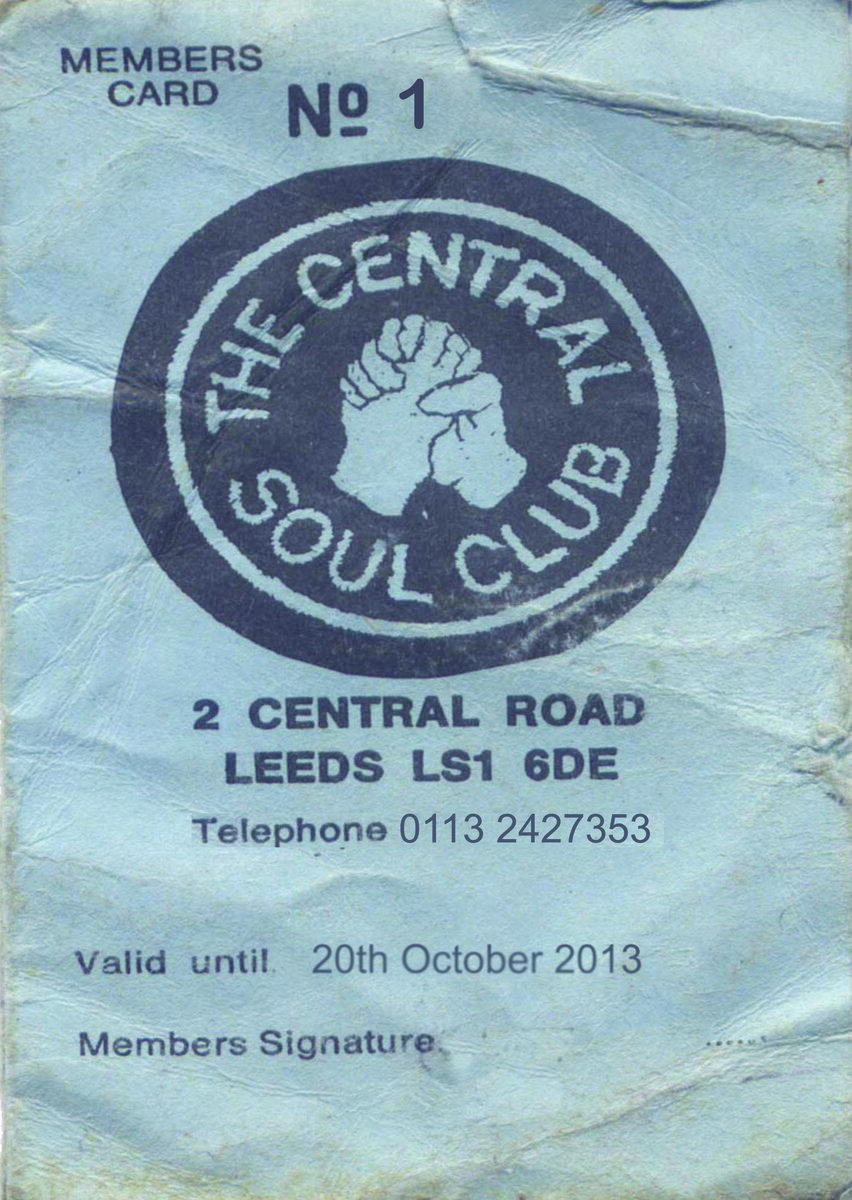 MEMBERS
CARD
No 1
THE CENTRAL
SOUL CLUB
2 CENTRAL ROAD
LEEDS LS1 6DE
Telephone 0113 2427353
Valid until 20th October 2013
Members Signature